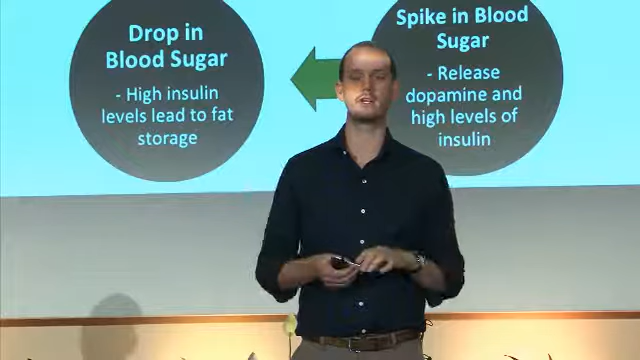 Drop in
Blood Sugar
- High insulin
levels lead to fat
storage
Spike in Blood
Sugar
- Release
dopamine and
high levels of
insulin